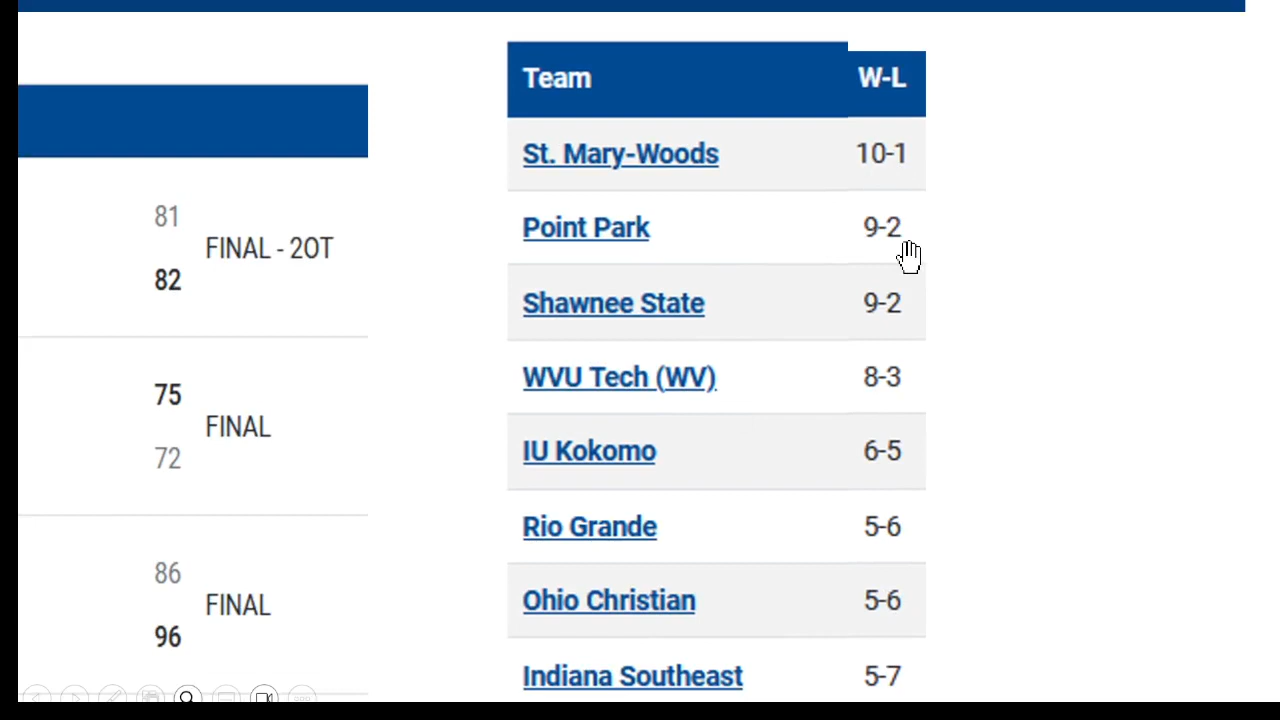 81
FINAL - 2OT
82
75
FINAL
72
86
FINAL
96
Team W-L
St. Mary-Woods 10-1
Point Park 9-2
Shawnee State 9-2
WVU Tech (WV) 8-3
IU Kokomo 6-5
Rio Grande 5-6
Ohio Christian 5-6
Indiana Southeast 5-7